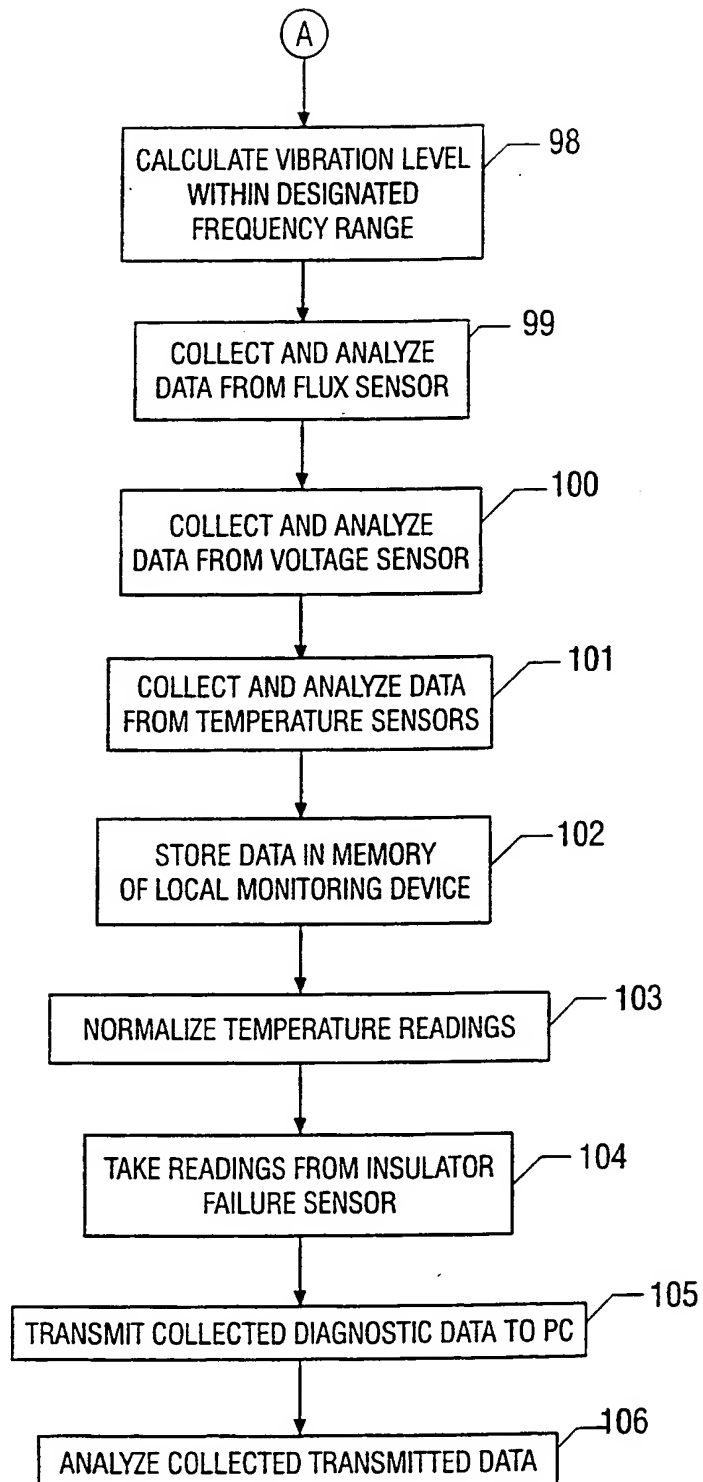 A
CALCULATE VIBRATION LEVEL
WITHIN DESIGNATED
FREQUENCY RANGE
98
COLLECT AND ANALYZE
DATA FROM FLUX SENSOR
99
COLLECT AND ANALYZE
DATA FROM VOLTAGE SENSOR
100
COLLECT AND ANALYZE DATA
FROM TEMPERATURE SENSORS
101
STORE DATA IN MEMORY
OF LOCAL MONITORING DEVICE
102
NORMALIZE TEMPERATURE READINGS
103
TAKE READINGS FROM INSULATOR
FAILURE SENSOR
104
TRANSMIT COLLECTED DIAGNOSTIC DATA TO PC
105
ANALYZE COLLECTED TRANSMITTED DATA
106